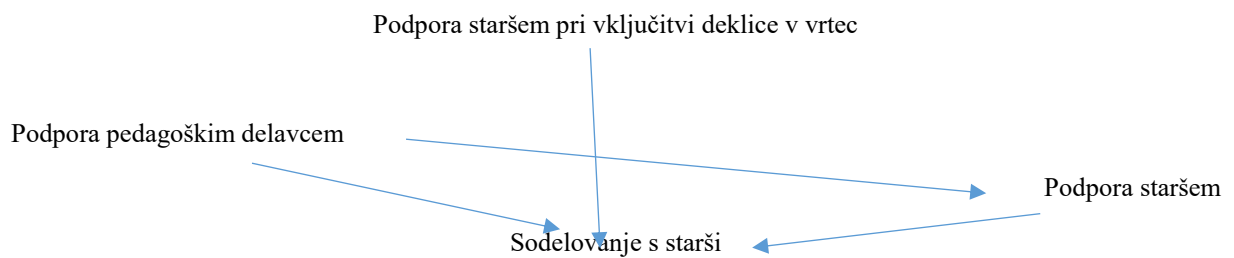 Podpora staršem pri vključitvi deklice v vrtec
Podpora pedagoškim delavcem
Podpora staršem
Sodelovanje s starši